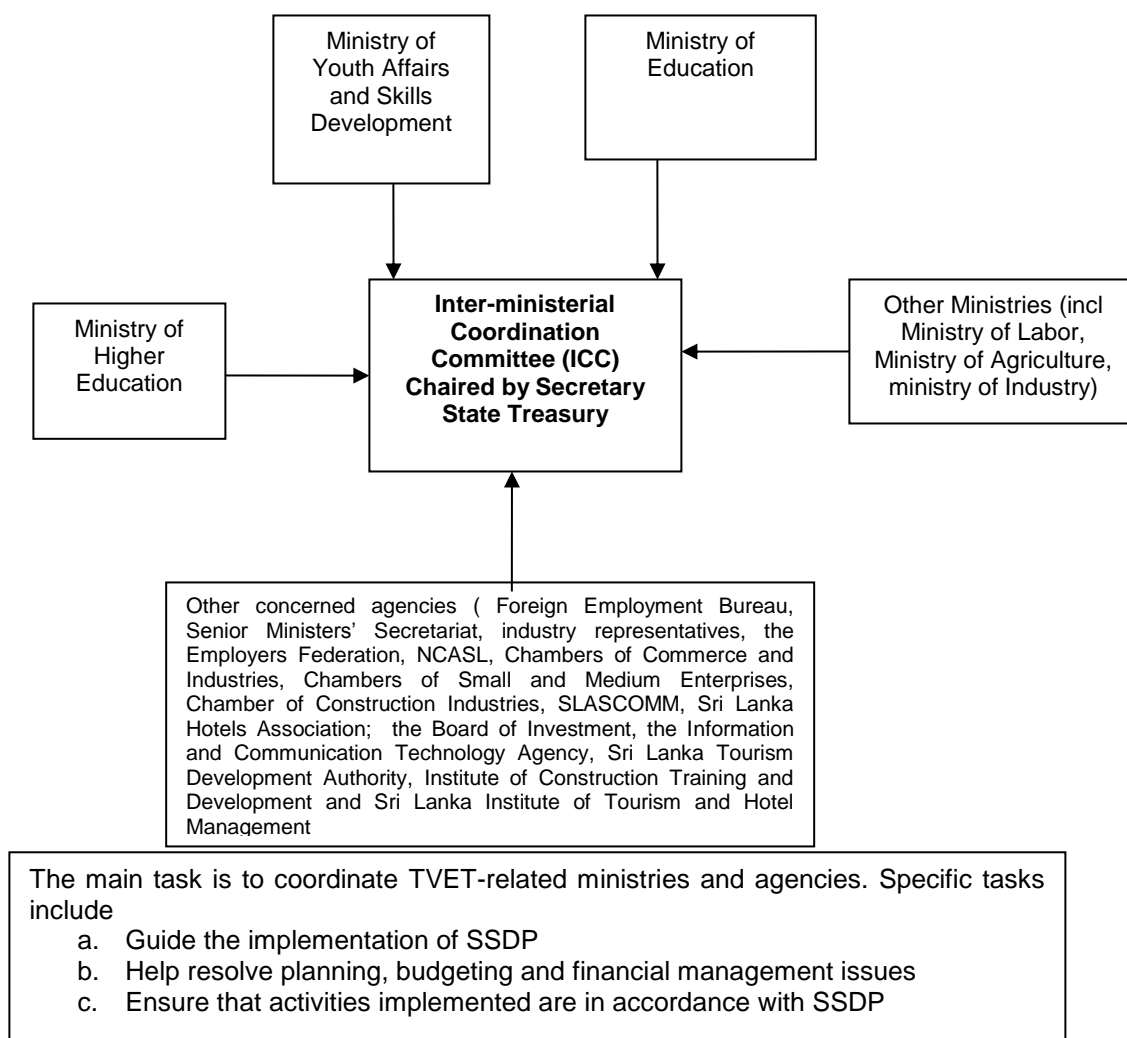 Ministry of
Youth Affairs
and Skills
Development
Ministry of
Education
Ministry of
Higher
Education
Inter-ministerial
Coordination
Committee (ICC)
Chaired by Secretary
State Treasury
Other Ministries (incl
Ministry of Labor,
Ministry of Agriculture,
ministry of Industry)
Other concerned agencies ( Foreign Employment Bureau,
Senior Ministers’ Secretariat, industry representatives, the
Employers Federation, NCASL, Chambers of Commerce and
Industries, Chambers of Small and Medium Enterprises,
Chamber of Construction Industries, SLASCOMM, Sri Lanka
Hotels Association; the Board of Investment, the Information
and Communication Technology Agency, Sri Lanka Tourism
Development Authority, Institute of Construction Training and
Development and Sri Lanka Institute of Tourism and Hotel
Management
The main task is to coordinate TVET-related ministries and agencies. Specific tasks
include
a. Guide the implementation of SSDP
b. Help resolve planning, budgeting and financial management issues
c. Ensure that activities implemented are in accordance with SSDP